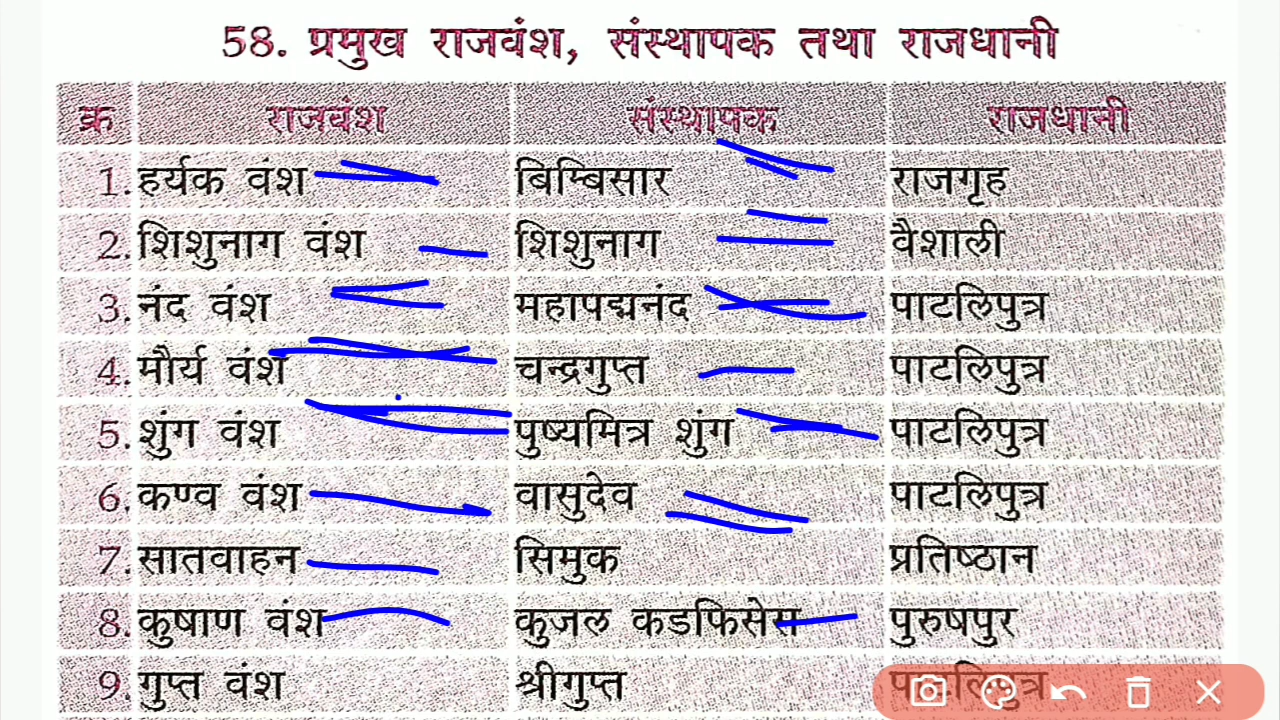 58. प्रमुख राजवंश, संस्थापक तथा राजधानी
क्र राजवंश संस्थापक राजधानी
1. हर्यक वंश बिम्बिसार राजगृह
2. शिशुनाग वंश शिशुनाग वैशाली
3. नंद वंश महापद्मनंद पाटलिपुत्र
4. मौर्य वंश चन्द्रगुप्त पाटलिपुत्र
5. शुंग वंश पुष्यमित्र शुंग पाटलिपुत्र
6. कण्व वंश वासुदेव पाटलिपुत्र
7. सातवाहन सिमुक प्रतिष्ठान
8. कुषाण वंश कुजल कडफिसेस पुरुषपुर
9. गुप्त वंश श्रीगुप्त पाटलिपुत्र